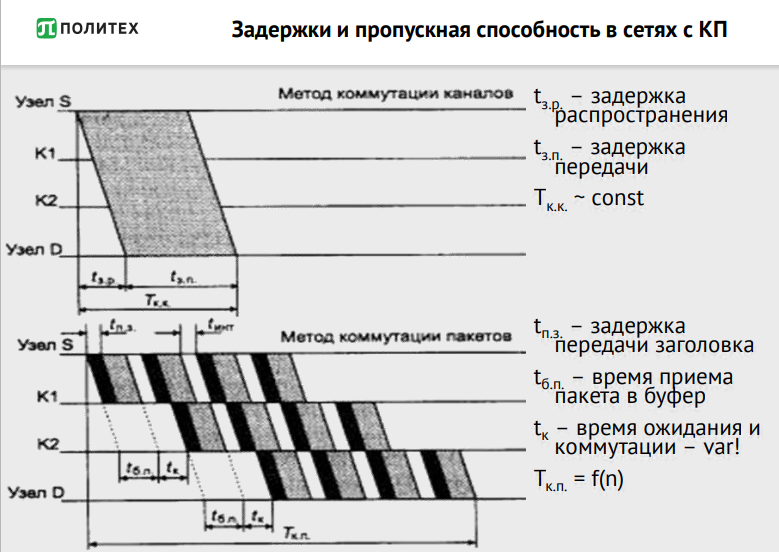 ПОЛИТЕХ
Задержки и пропускная способность в сетях с КП
Метод коммутации каналов
Узел S
K1
K2
Узел D
tз.р.
tз.п.
Tк.к.
tз.р. – задержка
распространения
tз.п. – задержка
передачи
Tк.к. ~ const
tп.з.
tинт
Метод коммутации пакетов
Узел S
K1
K2
Узел D
tб.п.
tк
tб.п.
tк
Tк.п.
tп.з. – задержка
передачи заголовка
tб.п. – время приема
пакета в буфер
tк – время ожидания и
коммутации – var!
Tк.п. = f(n)